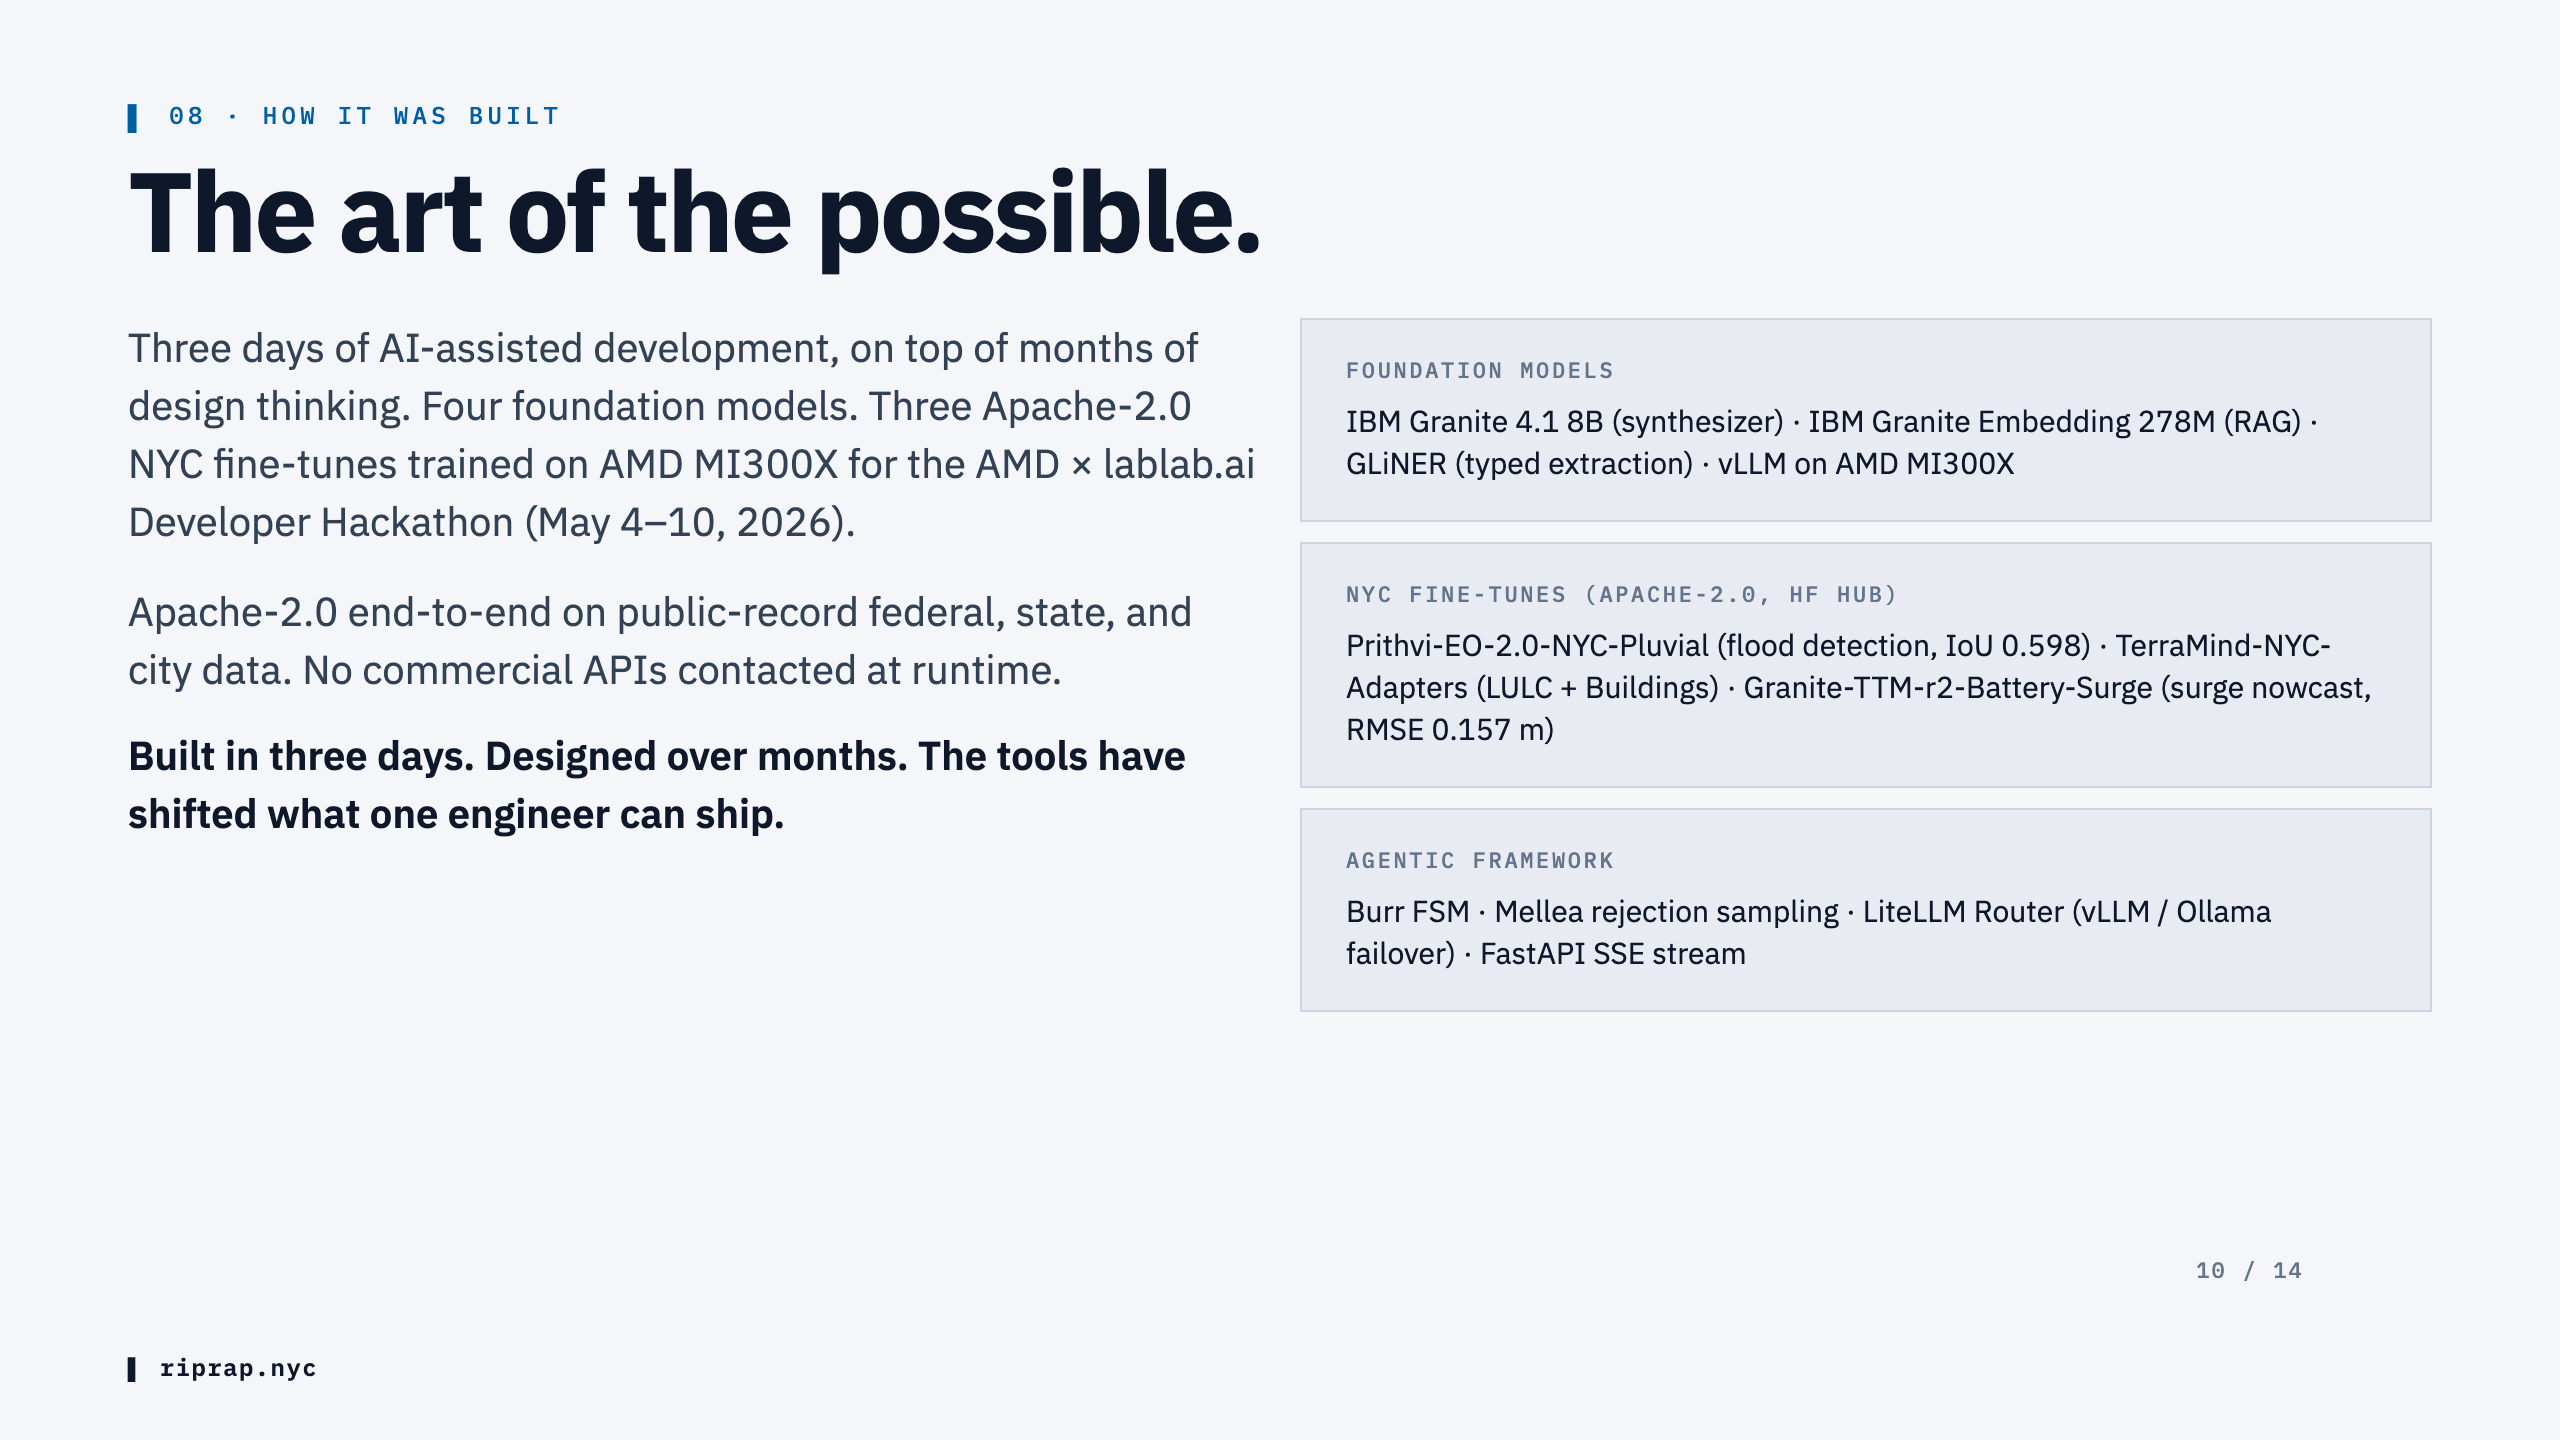 08 · HOW IT WAS BUILT
The art of the possible.
Three days of AI-assisted development, on top of months of
design thinking. Four foundation models. Three Apache-2.0
NYC fine-tunes trained on AMD MI300X for the AMD × lablab.ai
Developer Hackathon (May 4–10, 2026).
Apache-2.0 end-to-end on public-record federal, state, and
city data. No commercial APIs contacted at runtime.
Built in three days. Designed over months. The tools have
shifted what one engineer can ship.
FOUNDATION MODELS
IBM Granite 4.1 8B (synthesizer) · IBM Granite Embedding 278M (RAG) ·
GLiNER (typed extraction) · vLLM on AMD MI300X
NYC FINE-TUNES (APACHE-2.0, HF HUB)
Prithvi-EO-2.0-NYC-Pluvial (flood detection, IoU 0.598) · TerraMind-NYC-
Adapters (LULC + Buildings) · Granite-TTM-r2-Battery-Surge (surge nowcast,
RMSE 0.157 m)
AGENTIC FRAMEWORK
Burr FSM · Mellea rejection sampling · LiteLLM Router (vLLM / Ollama
failover) · FastAPI SSE stream
10 / 14
riprap.nyc